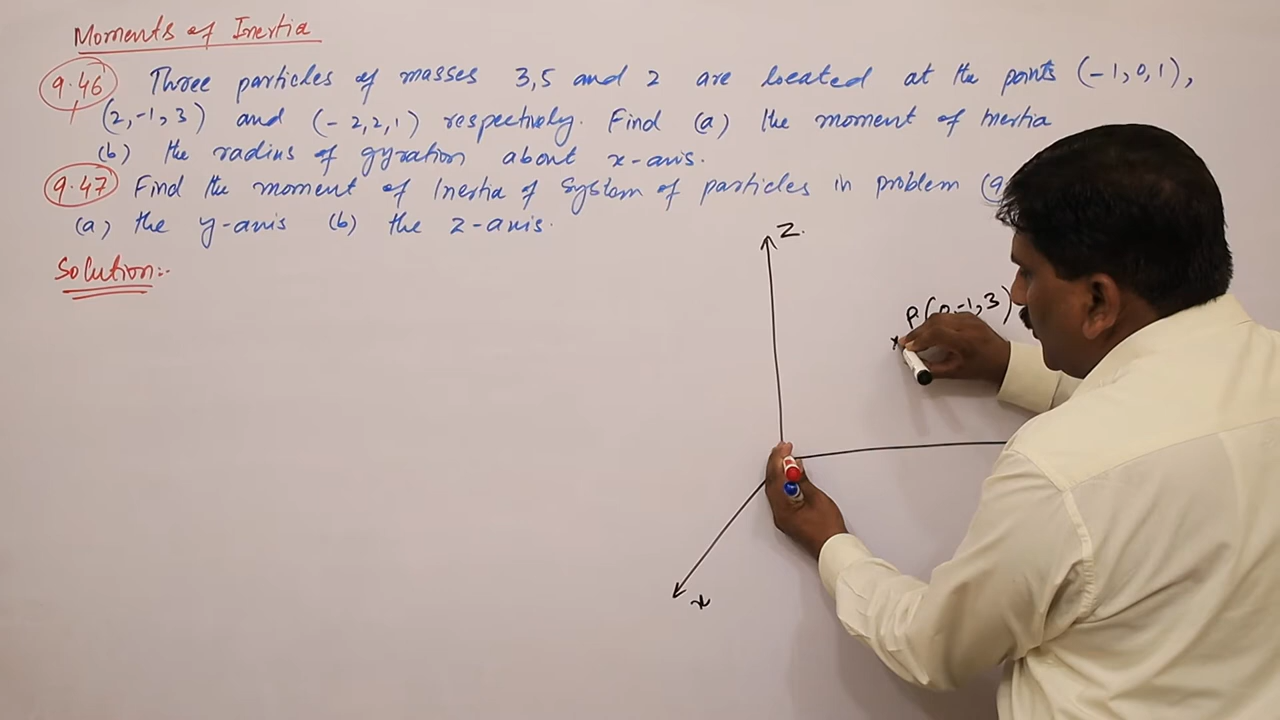 Moments of Inertia
9.46 Three particles of masses 3,5 and 2 are located at the points (-1,0,1),
(2,-1,3) and (-2,2,1) respectively. Find (a) the moment of Inertia
(b) the radius of gyration about x-axis.
9.47 Find the moment of Inertia of System of particles in problem (9
(a) the y-axis (b) the z-axis.
Solution:-
z
P( -1,3)
x